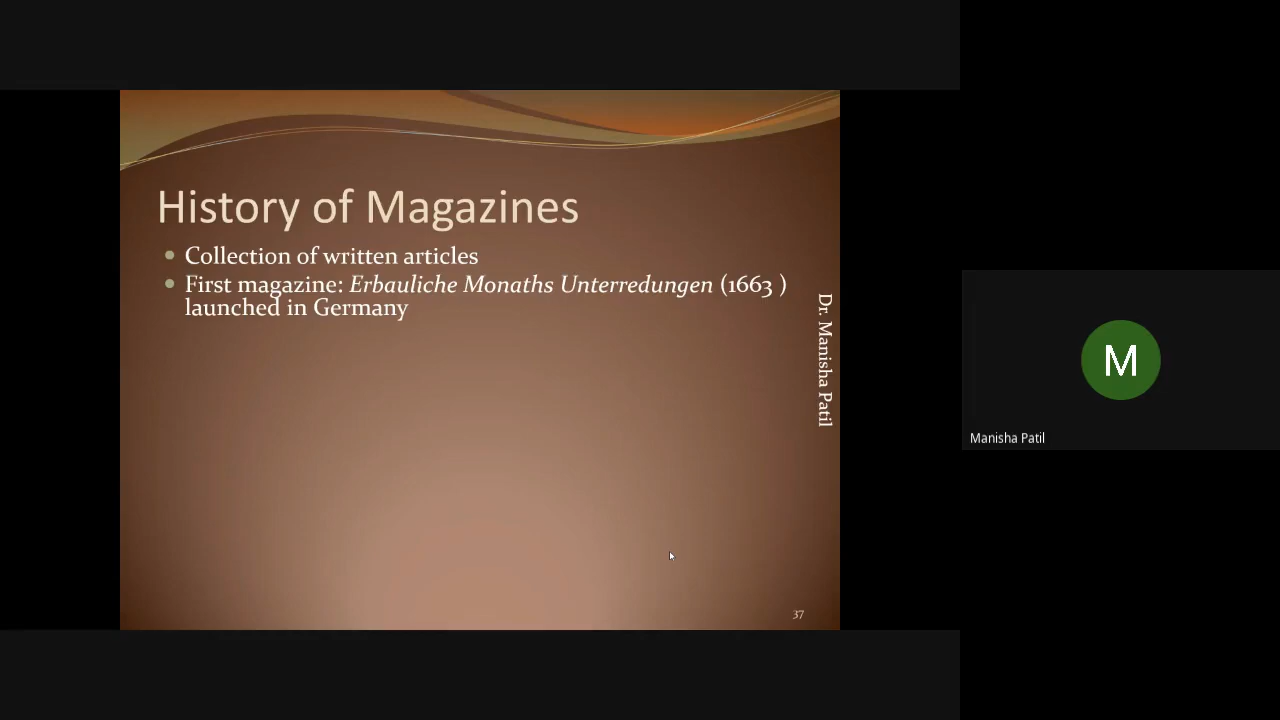 History of Magazines
Collection of written articles
First magazine: Erbauliche Monaths Unterredungen (1663 )
launched in Germany
Dr. Manisha Patil
37
M
Manisha Patil